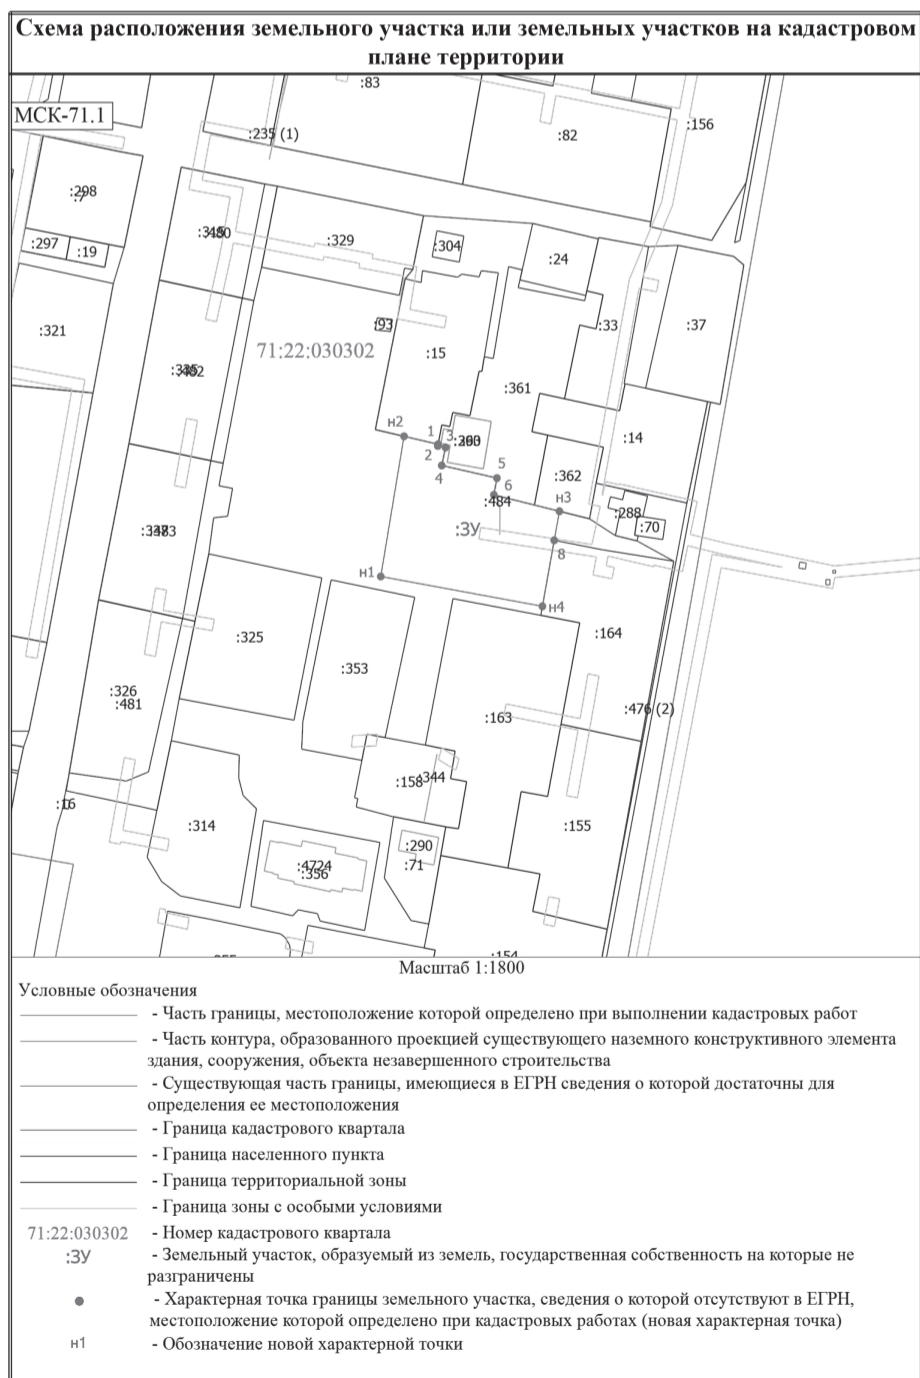 Схема расположения земельного участка или земельных участков на кадастровом
плане территории
МСК-71.1
:83
:235 (1)
:82
:156
:298
:297
:19
:329
:304
:24
:321
:93
:33
:37
71:22:030302
:15
:361
:14
н2
1
3
2
4
5
6
:362
:484
н3
:288
:70
:ЗУ
8
н1
н4
:325
:164
:353
:326
:481
:163
:476 (2)
:158
:344
:314
:155
:290
:71
:4724
:356
Масштаб 1:1800
Условные обозначения
- Часть границы, местоположение которой определено при выполнении кадастровых работ
- Часть контура, образованного проекцией существующего наземного конструктивного элемента
здания, сооружения, объекта незавершенного строительства
- Существующая часть границы, имеющиеся в ЕГРН сведения о которой достаточны для
определения ее местоположения
- Граница кадастрового квартала
- Граница населенного пункта
- Граница территориальной зоны
- Граница зоны с особыми условиями
71:22:030302 - Номер кадастрового квартала
:ЗУ - Земельный участок, образуемый из земель, государственная собственность на которые не
разграничены
- Характерная точка границы земельного участка, сведения о которой отсутствуют в ЕГРН,
местоположение которой определено при кадастровых работах (новая характерная точка)
н1 - Обозначение новой характерной точки